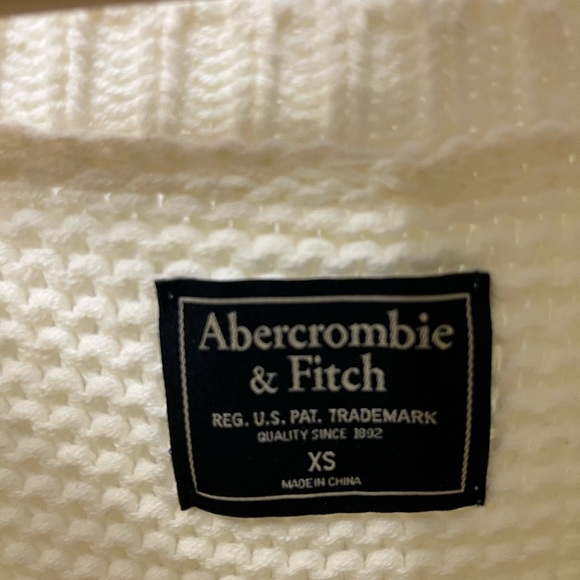 Abercrombie
& Fitch
REG. U.S. PAT. TRADEMARK
QUALITY SINCE 1892
XS
MADE IN CHINA